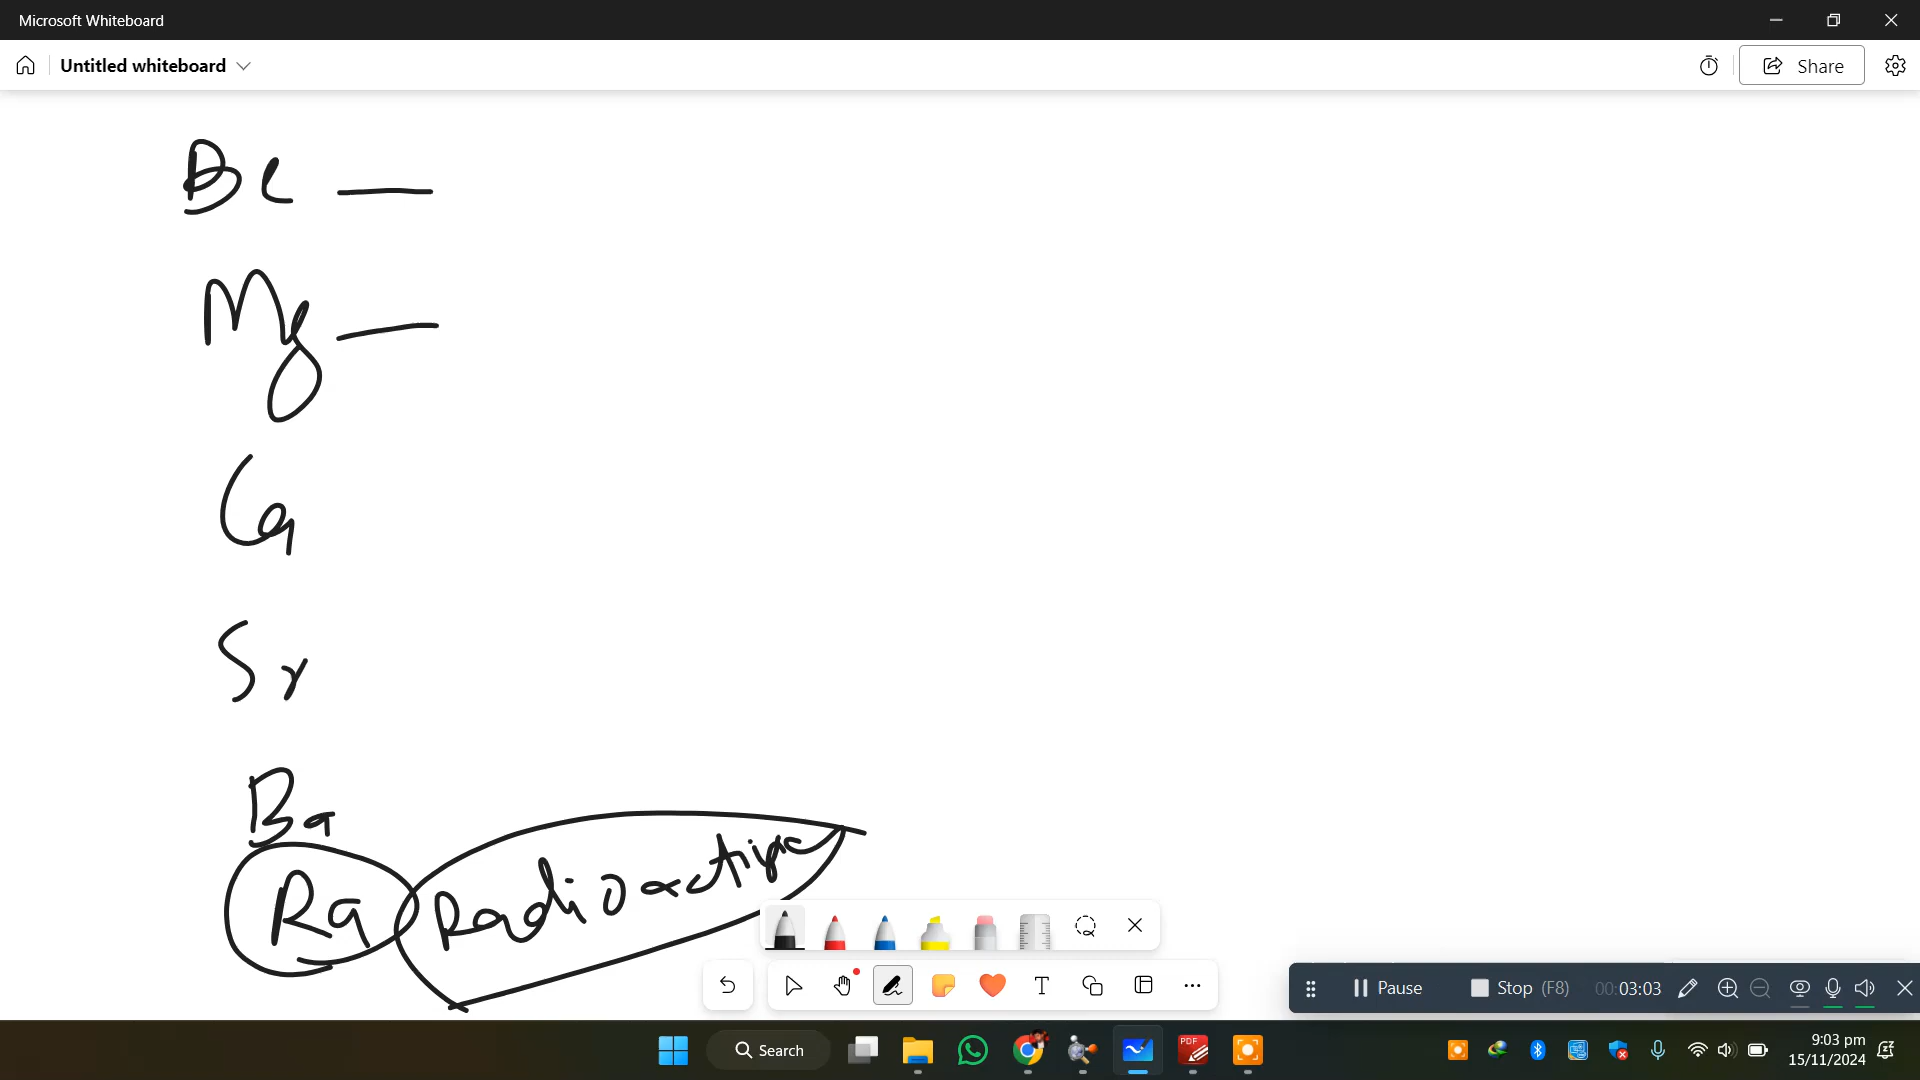 Microsoft Whiteboard
Untitled whiteboard
Share
Be —
Mg —
Ca
Sr
Ba
Ra Radioactive
Pause
Stop (F8)
00:03:03
Search
PDF
9:03 pm
15/11/2024